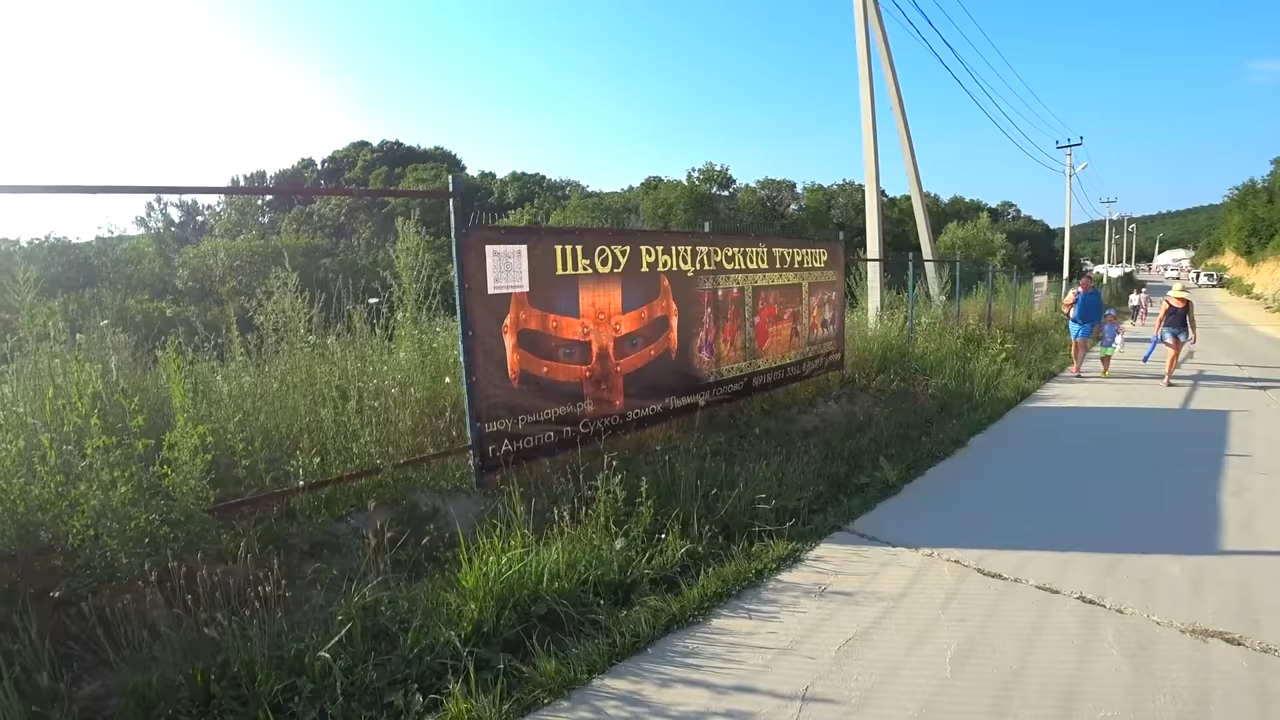 ШОУ РЫЦАРСКИЙ ТУРНИР
шоу-рыцарей.рф
г.Анапа, п. Сукко, замок "Львиная голова"